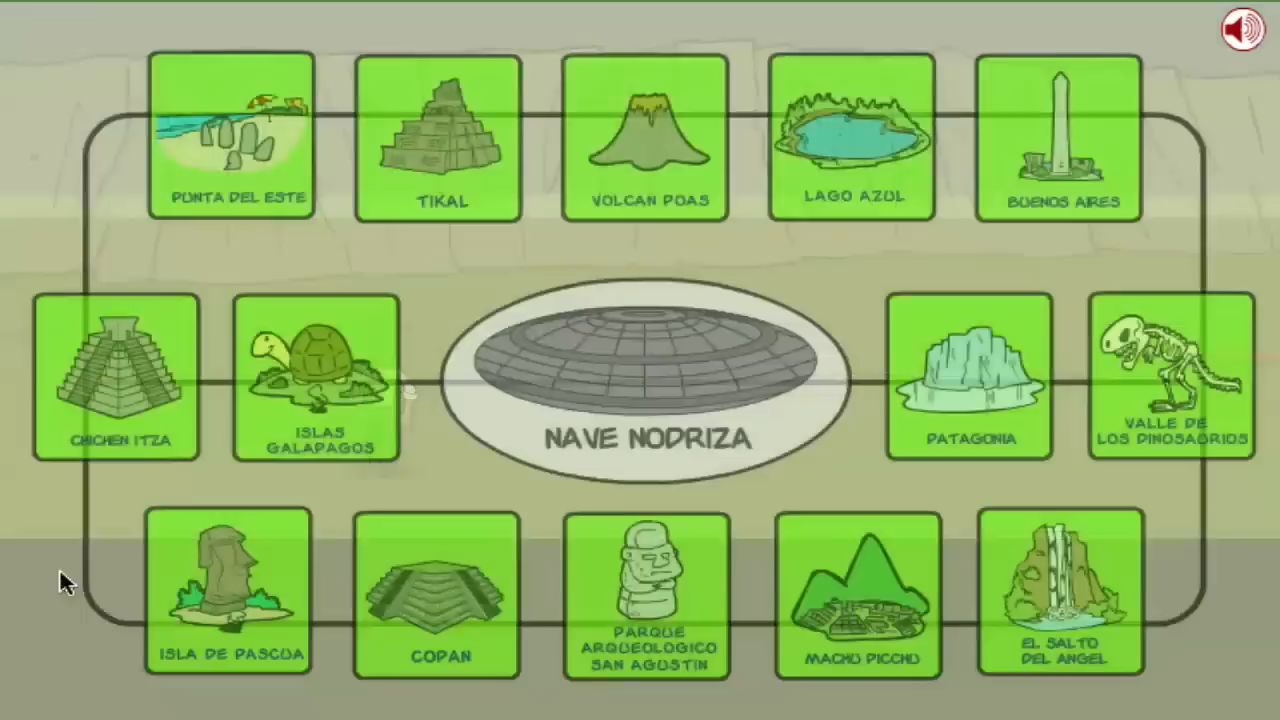 PUNTA DEL ESTE
TIKAL
VOLCAN POAS
LAGO AZUL
BUENOS AIRES
CHICHEN ITZA
ISLAS
GALAPAGOS
NAVE NODRIZA
PATAGONIA
VALLE DE
LOS DINOSAURIOS
ISLA DE PASCUA
COPAN
PARQUE
ARQUEOLOGICO
SAN AGUSTIN
MACHU PICCHU
EL SALTO
DEL ANGEL